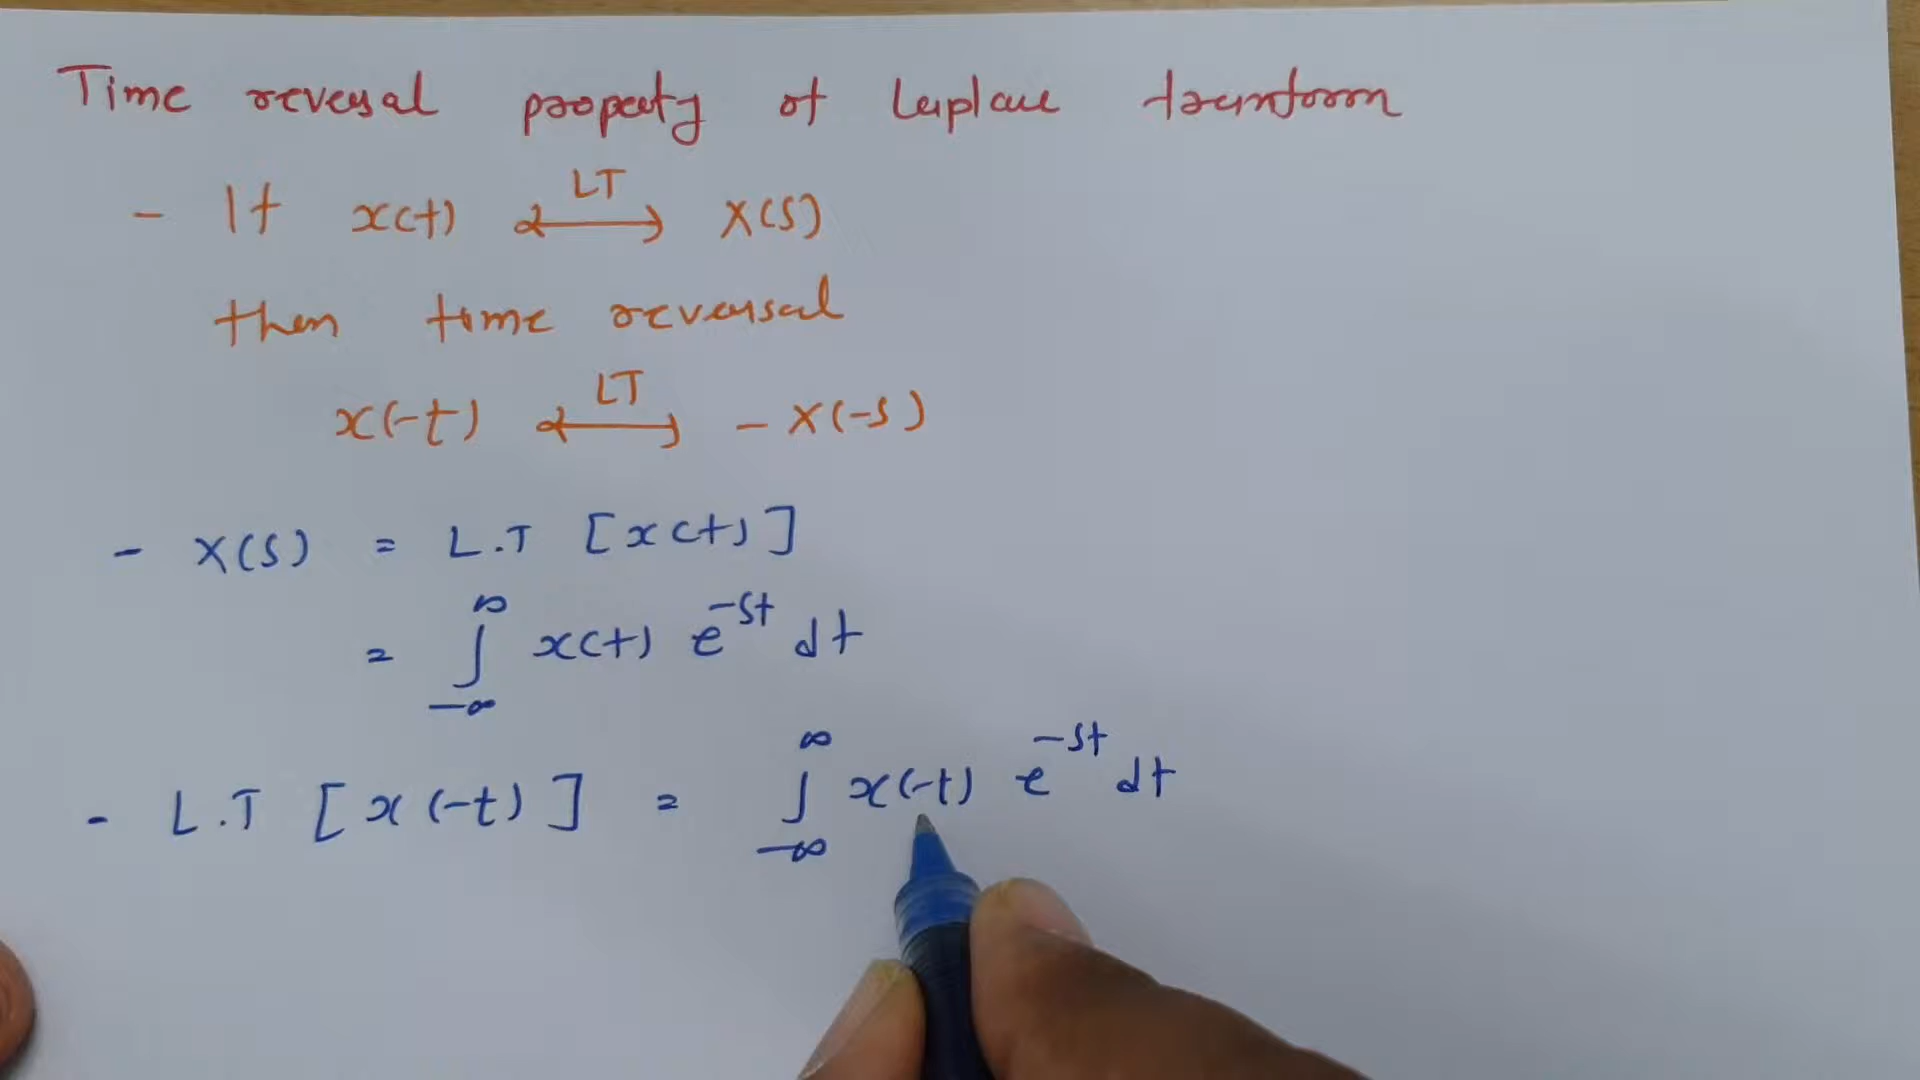 Time reversal property of Laplace transform
- If x(t) ⟷ LT X(s)
then time reversal
x(-t) ⟷ LT - X(-s)
- X(s) = L.T [x(t)]
= ∫_{-∞}^{∞} x(t) e^{-st} dt
- L.T [x(-t)] = ∫_{-∞}^{∞} x(-t) e^{-st} dt